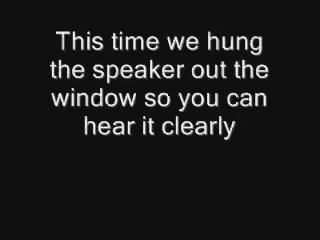 This time we hung
the speaker out the
window so you can
hear it clearly